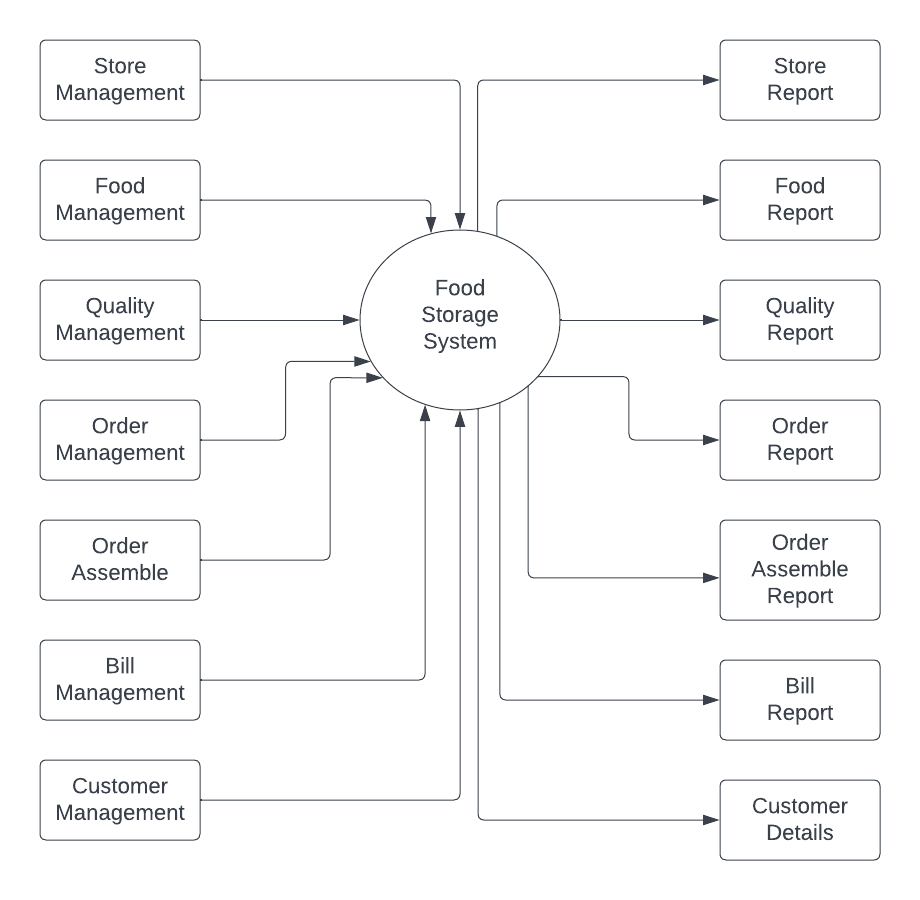 Store
Management
Food
Management
Quality
Management
Order
Management
Order
Assemble
Bill
Management
Customer
Management
Food
Storage
System
Store
Report
Food
Report
Quality
Report
Order
Report
Order
Assemble
Report
Bill
Report
Customer
Details